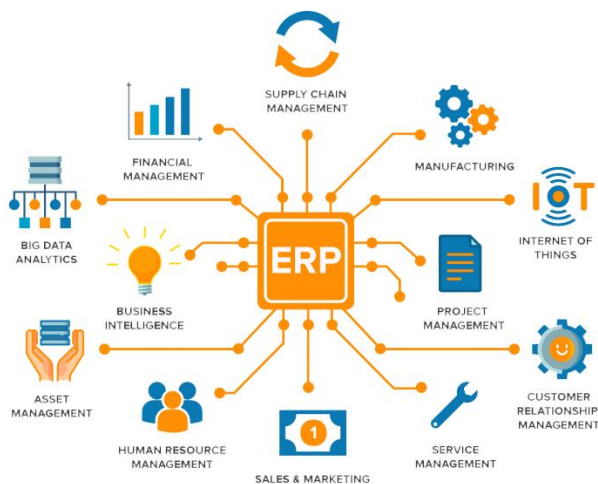 SUPPLY CHAIN
MANAGEMENT
FINANCIAL
MANAGEMENT
MANUFACTURING
IOT
BIG DATA
ANALYTICS
INTERNET OF
THINGS
ERP
BUSINESS
INTELLIGENCE
PROJECT
MANAGEMENT
ASSET
MANAGEMENT
CUSTOMER
RELATIONSHIP
MANAGEMENT
HUMAN RESOURCE
MANAGEMENT
1
SALES & MARKETING
SERVICE
MANAGEMENT